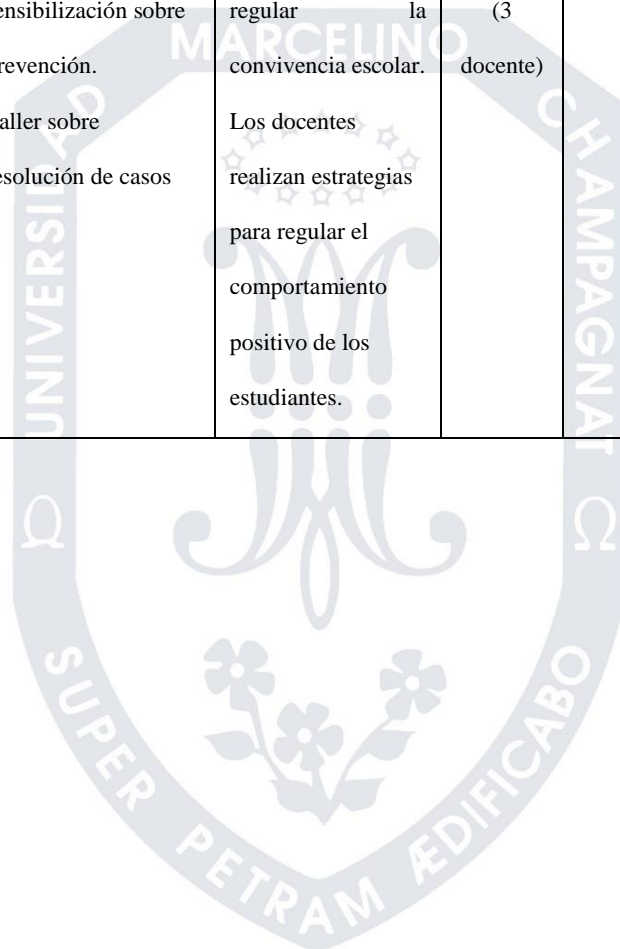 ensibilización sobre
revención.
aller sobre
esolución de casos
regular la
convivencia escolar.
Los docentes
realizan estrategias
para regular el
comportamiento
positivo de los
estudiantes.
(3
docente)
UNIVERSIDAD MARCELINO CHAMPAGNAT
SUPER PETRAM ÆDIFICABO